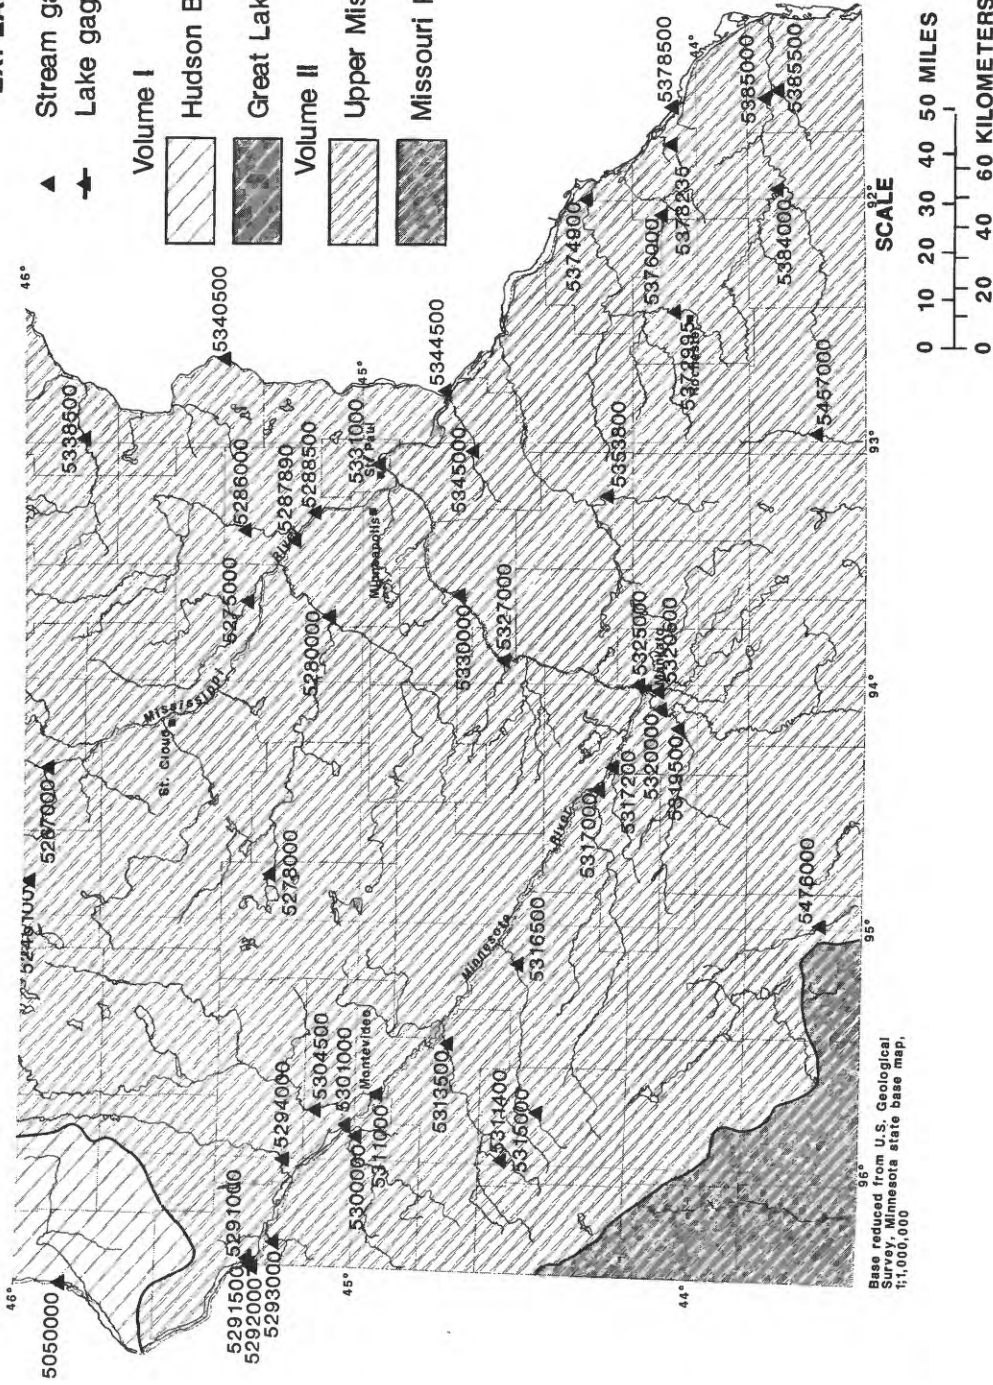 Stream ga
Lake gag
Volume I
Hudson B
Great Lak
Volume II
Upper Mis
Missouri
46°
46°
5050000
5267000
5338500
St. Cloud
Mississippi
River
5275000
5286000
5340500
5287890
5288500
5291500
5291000
5292000
5293000
5294000
5304500
5301000
5300000
5311000
Montevideo
5278000
5280000
Minneapolis
St. Paul
5331000
45°
45°
5344500
5345000
5330000
5327000
5313500
Minnesota
River
5316500
5311400
5315000
5317000
5317200
5320000
5319500
5325000
Mankato
5320500
5353800
5374900
5376000
5378235
5378500
5372995
Rochester
44°
44°
5384000
5385000
5385500
5457000
5476000
96°
95°
94°
93°
92°
Base reduced from U.S. Geological
Survey, Minnesota state base map,
1:1,000,000
SCALE
0 10 20 30 40 50 MILES
0 20 40 60 KILOMETERS